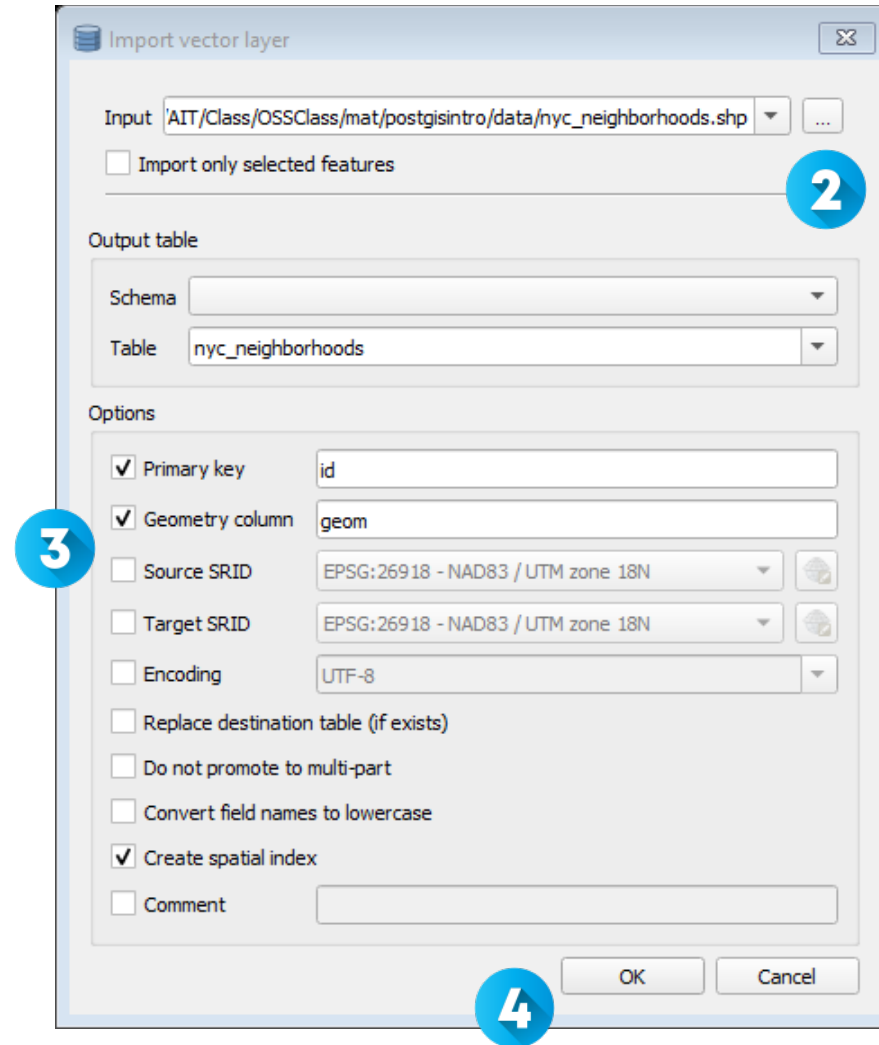 Import vector layer
Input 'AIT/Class/OSSClass/mat/postgisintro/data/nyc_neighborhoods.shp ...
Import only selected features
2
Output table
Schema
Table nyc_neighborhoods
Options
Primary key id
Geometry column geom
3
Source SRID EPSG:26918 - NAD83 / UTM zone 18N
Target SRID EPSG:26918 - NAD83 / UTM zone 18N
Encoding UTF-8
Replace destination table (if exists)
Do not promote to multi-part
Convert field names to lowercase
Create spatial index
Comment
OK Cancel
4